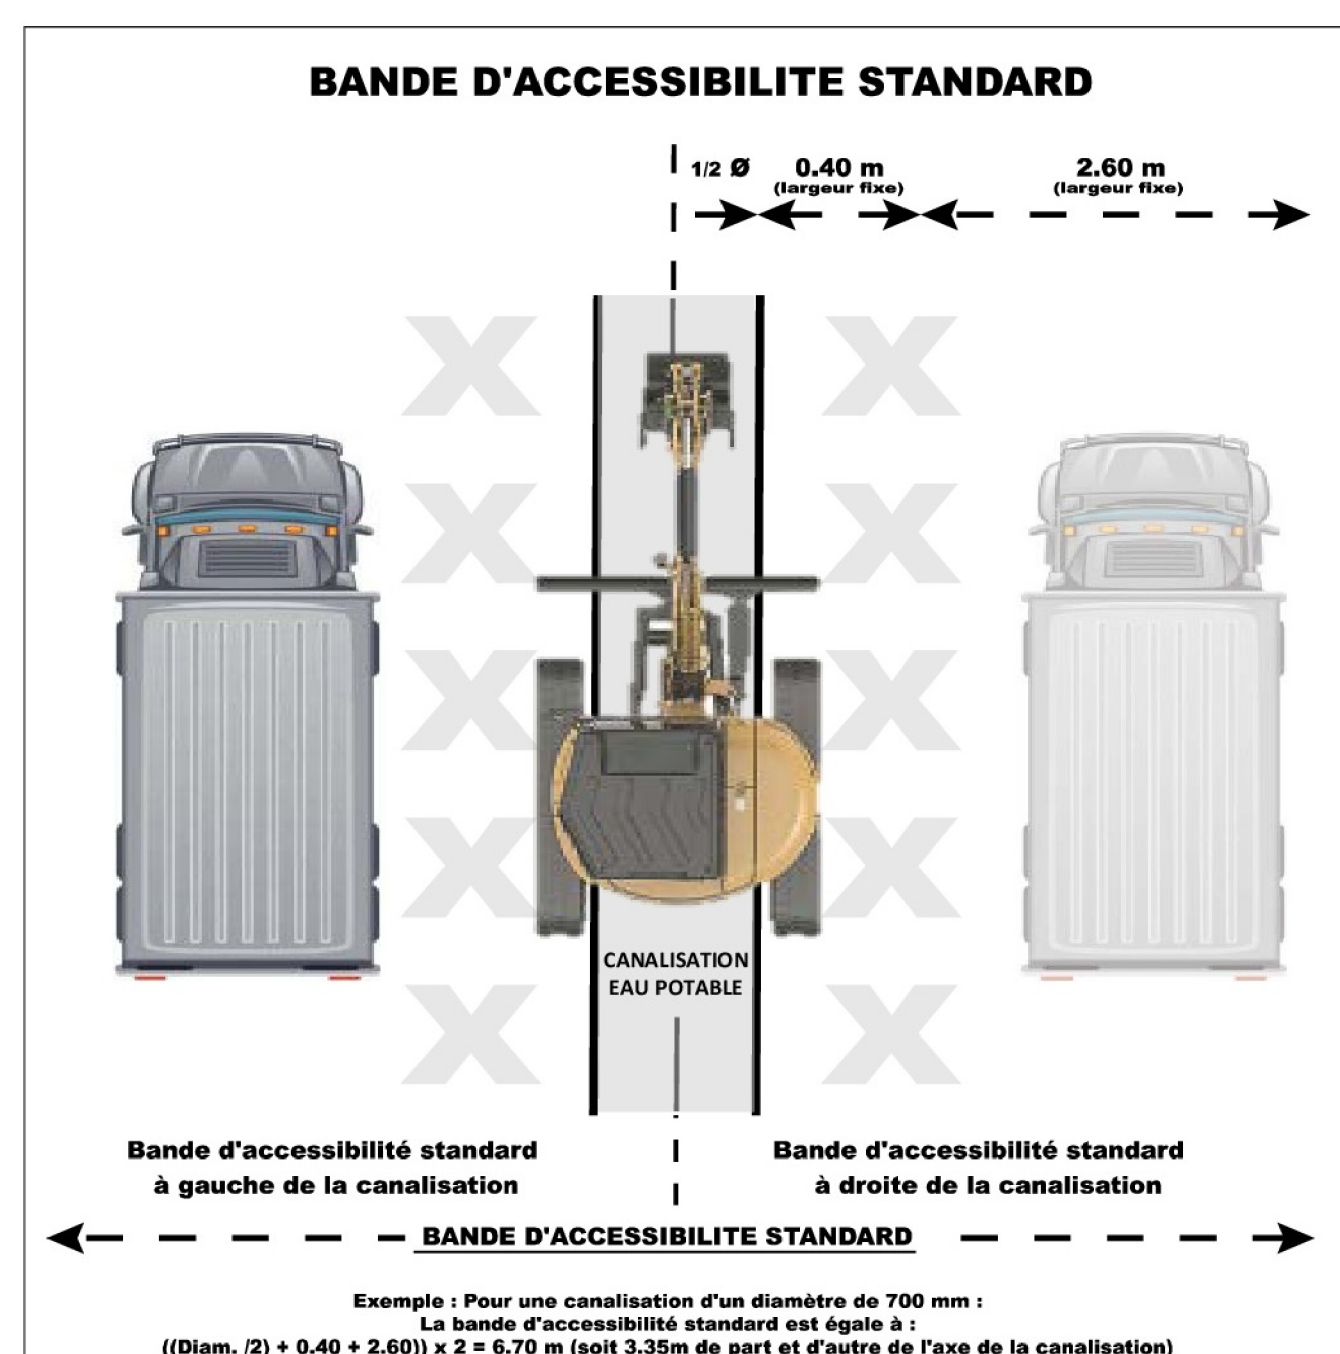 BANDE D'ACCESSIBILITE STANDARD
1/2 Ø 0.40 m 2.60 m
(largeur fixe) (largeur fixe)
CANALISATION
EAU POTABLE
Bande d'accessibilité standard
à gauche de la canalisation
Bande d'accessibilité standard
à droite de la canalisation
BANDE D'ACCESSIBILITE STANDARD
Exemple : Pour une canalisation d'un diamètre de 700 mm :
La bande d'accessibilité standard est égale à :
((Diam. /2) + 0.40 + 2.60)) x 2 = 6.70 m (soit 3.35m de part et d'autre de l'axe de la canalisation)